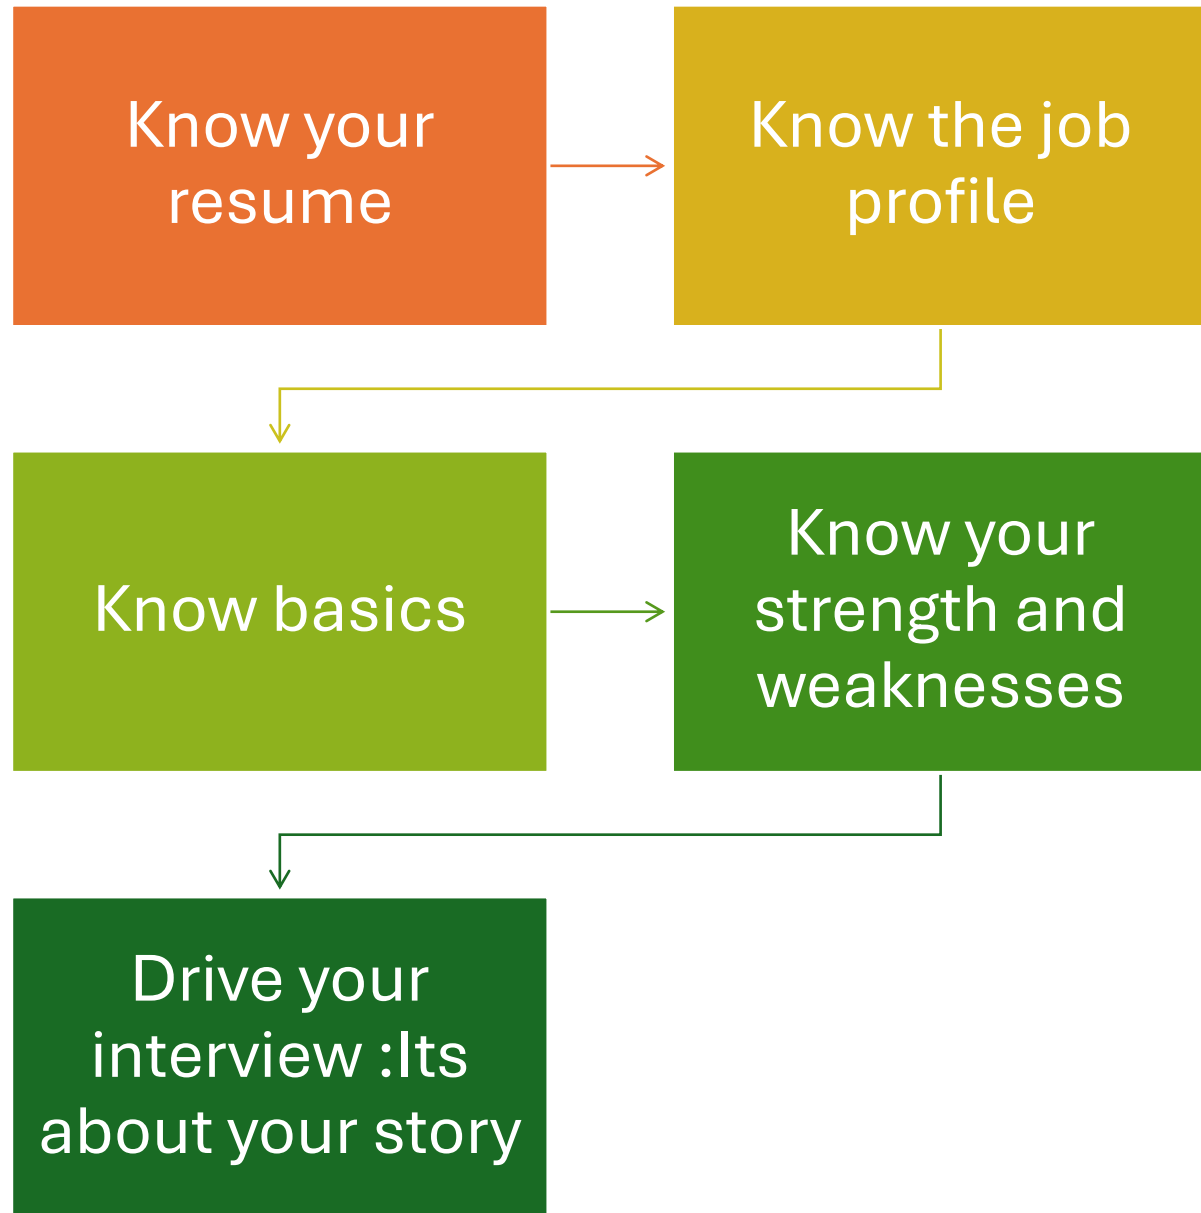 Know your
resume
Know the job
profile
Know basics
Know your
strength and
weaknesses
Drive your
interview :Its
about your story